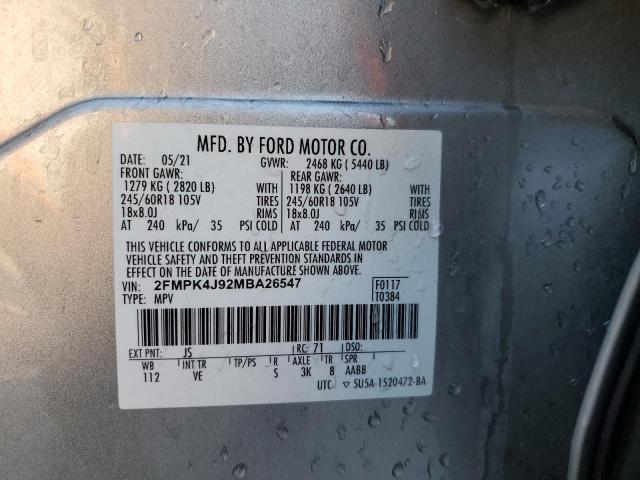 MFD. BY FORD MOTOR CO.
DATE: 05/21 GVWR: 2468 KG ( 5440 LB)
FRONT GAWR: REAR GAWR:
1279 KG ( 2820 LB) WITH 1198 KG ( 2640 LB) WITH
245/60R18 105V TIRES 245/60R18 105V TIRES
18x8.0J RIMS 18x8.0J RIMS
AT 240 kPa/ 35 PSI COLD AT 240 kPa/ 35 PSI COLD
THIS VEHICLE CONFORMS TO ALL APPLICABLE FEDERAL MOTOR
VEHICLE SAFETY AND THEFT PREVENTION STANDARDS IN
EFFECT ON THE DATE OF MANUFACTURE SHOWN ABOVE.
VIN: 2FMPK4J92MBA26547 F0117
TYPE: MPV T0384
EXT PNT: JS RC: 71 DSO:
WB INT TR TP/PS R AXLE TR SPR
112 VE S 3K 8 AABB
UTC ▽ 5U5A-1520472-BA